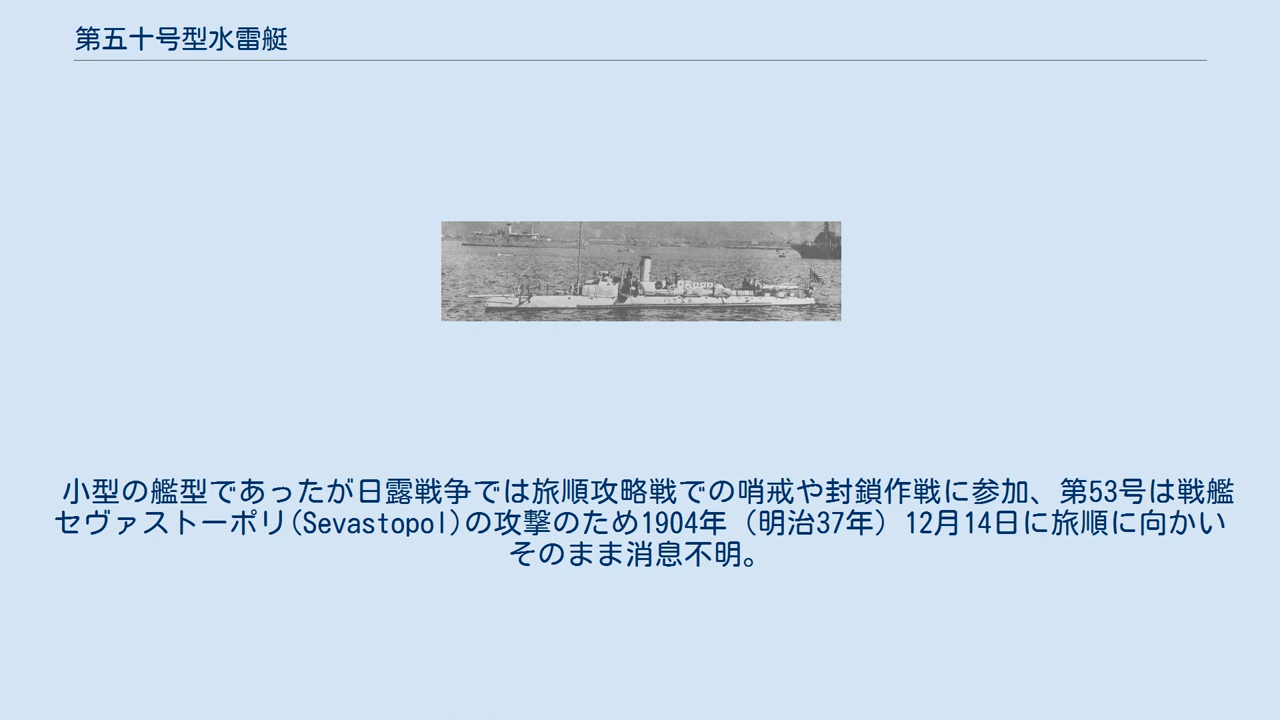 第五十号型水雷艇
小型の艦型であったが日露戦争では旅順攻略戦での哨戒や封鎖作戦に参加、第53号は戦艦
セヴァストーポリ(Sevastopol)の攻撃のため1904年（明治37年）12月14日に旅順に向かい
そのまま消息不明。